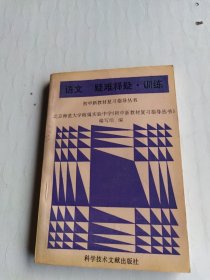 语文 疑难释疑·训练
初中新教材复习指导丛书
北京师范大学附属实验中学《初中新教材复习指导丛书》
编写组 编
科学技术文献出版社